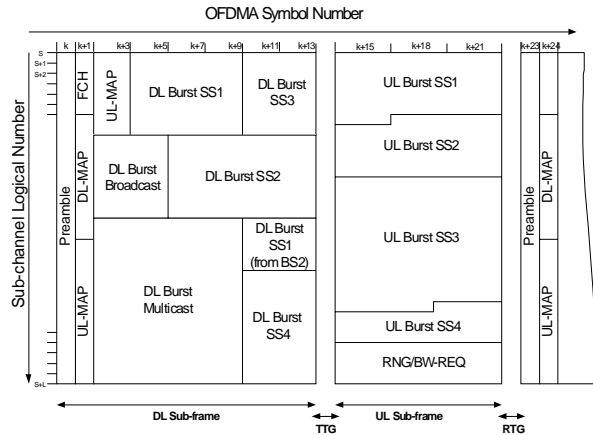 OFDMA Symbol Number
k
k+1
k+3
k+5
k+7
k+9
k+11
k+13
k+15
k+18
k+21
k+23
k+24
Sub-channel Logical Number
S
S+1
S+2
S+L
Preamble
FCH
DL-MAP
UL-MAP
UL-MAP
DL Burst SS1
DL Burst
SS3
DL Burst
Broadcast
DL Burst SS2
DL Burst
Multicast
DL Burst
SS1
(from BS2)
DL Burst
SS4
UL Burst SS1
UL Burst SS2
UL Burst SS3
UL Burst SS4
RNG/BW-REQ
Preamble
FCH
DL-MAP
UL-MAP
DL Sub-frame
TTG
UL Sub-frame
RTG